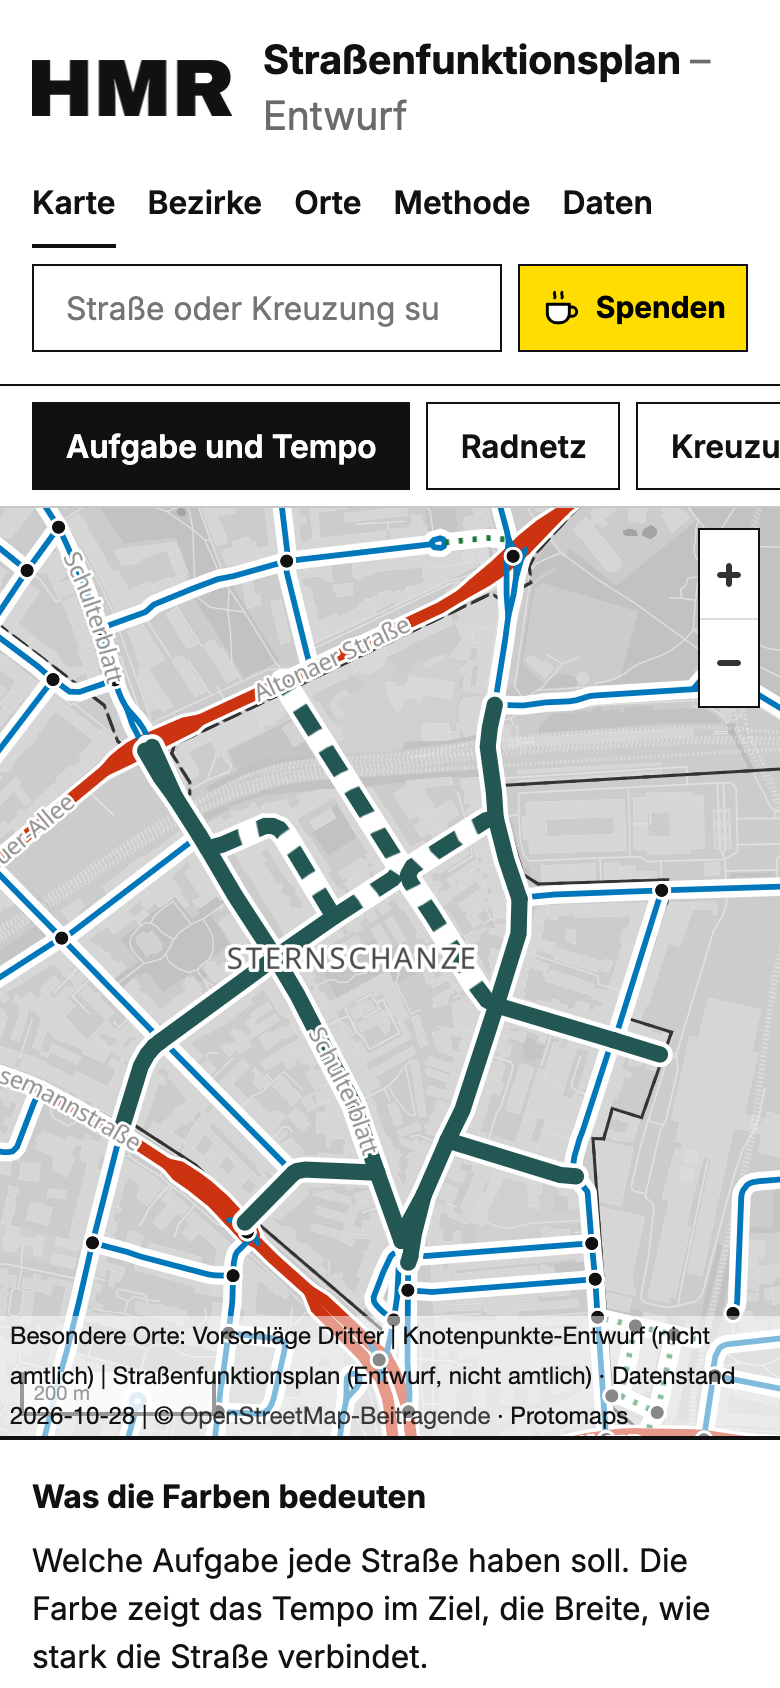 HMR
Straßenfunktionsplan –
Entwurf
Karte Bezirke Orte Methode Daten
Straße oder Kreuzung su
Spenden
Aufgabe und Tempo Radnetz Kreuzu
Schulterblatt
Altonaer Straße
uer-Allee
STERNSCHANZE
Schulterblatt
semannstraße
Besondere Orte: Vorschläge Dritter | Knotenpunkte-Entwurf (nicht
amtlich) | Straßenfunktionsplan (Entwurf, nicht amtlich) · Datenstand
200 m
2026-10-28 | © OpenStreetMap-Beitragende · Protomaps
Was die Farben bedeuten
Welche Aufgabe jede Straße haben soll. Die
Farbe zeigt das Tempo im Ziel, die Breite, wie
stark die Straße verbindet.